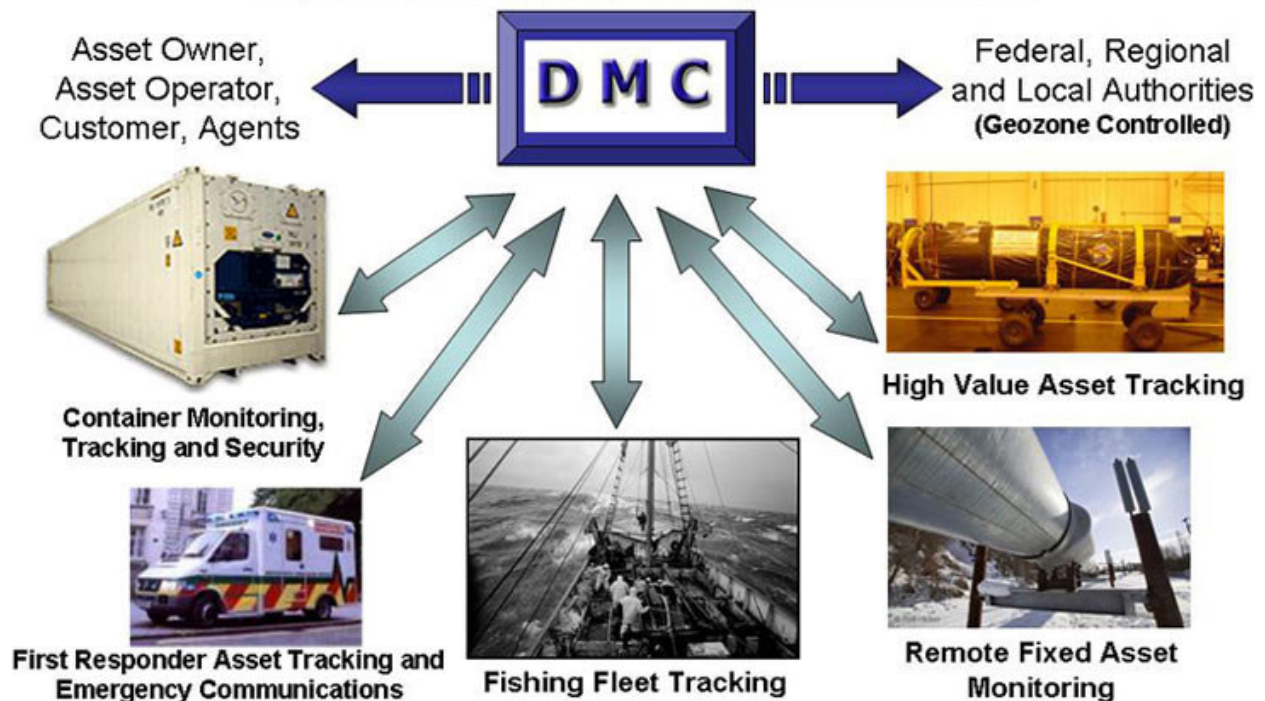 Asset Owner,
Asset Operator,
Customer, Agents
DMC
Federal, Regional
and Local Authorities
(Geozone Controlled)
Container Monitoring,
Tracking and Security
High Value Asset Tracking
First Responder Asset Tracking and
Emergency Communications
Fishing Fleet Tracking
Remote Fixed Asset
Monitoring